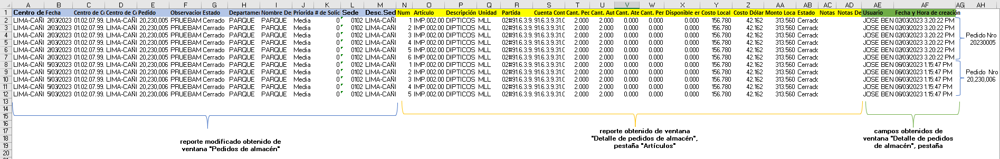 A B C D E F G H I J K L M N O P Q R S T U V W X Y Z AA AB AC AD AE AF AG AH
1 Centro de Fecha Centro de C Centro de C Pedido Observacion Estado Departame Nombre De Priorida # de Solic Sede Desc.Sed Num Artículo Descripción Unidad Partida Cuenta Cont Cant. Ped Cant. Aut Cant. Ate Cant. Per Disponible en Costo Local Costo Dólar Monto Loca Estado Notas Notas De Usuario Fecha y Hora de creación
2 LIMA-CAÑI 2/03/2023 01.02.07.99. LIMA-CAÑI 20,230,005 PRUEBAM Cerrado PARQUE PARQUE Media 0 0102 LIMA-CAÑI 1 IMP.002.00 DIPTICOS MLL 02#91.6.3.9. 91.6.3.9.31.0 2.000 2.000 0.000 0.000 0.000 156.780 42.162 313.560 Cerrado JOSE BEN 02/03/2023 3:20:22 PM
3 LIMA-CAÑI 2/03/2023 01.02.07.99. LIMA-CAÑI 20,230,005 PRUEBAM Cerrado PARQUE PARQUE Media 0 0102 LIMA-CAÑI 2 IMP.002.00 DIPTICOS MLL 02#91.6.3.9. 91.6.3.9.31.0 2.000 2.000 0.000 0.000 0.000 156.780 42.162 313.560 Cerrado JOSE BEN 02/03/2023 3:20:22 PM
4 LIMA-CAÑI 2/03/2023 01.02.07.99. LIMA-CAÑI 20,230,005 PRUEBAM Cerrado PARQUE PARQUE Media 0 0102 LIMA-CAÑI 3 IMP.002.00 DIPTICOS MLL 02#91.6.3.9. 91.6.3.9.31.0 2.000 2.000 0.000 0.000 0.000 156.780 42.162 313.560 Cerrado JOSE BEN 02/03/2023 3:20:22 PM
Pedido Nro
5 LIMA-CAÑI 2/03/2023 01.02.07.99. LIMA-CAÑI 20,230,005 PRUEBAM Cerrado PARQUE PARQUE Media 0 0102 LIMA-CAÑI 4 IMP.002.00 DIPTICOS MLL 02#91.6.3.9. 91.6.3.9.31.0 2.000 2.000 0.000 0.000 0.000 156.780 42.162 313.560 Cerrado JOSE BEN 02/03/2023 3:20:22 PM
20230005
6 LIMA-CAÑI 2/03/2023 01.02.07.99. LIMA-CAÑI 20,230,005 PRUEBAM Cerrado PARQUE PARQUE Media 0 0102 LIMA-CAÑI 5 IMP.002.00 DIPTICOS MLL 02#91.6.3.9. 91.6.3.9.31.0 2.000 2.000 0.000 0.000 0.000 156.780 42.162 313.560 Cerrado JOSE BEN 02/03/2023 3:20:22 PM
7 LIMA-CAÑI 2/03/2023 01.02.07.99. LIMA-CAÑI 20,230,005 PRUEBAM Cerrado PARQUE PARQUE Media 0 0102 LIMA-CAÑI 6 IMP.002.00 DIPTICOS MLL 02#91.6.3.9. 91.6.3.9.31.0 2.000 2.000 0.000 0.000 0.000 156.780 42.162 313.560 Cerrado JOSE BEN 02/03/2023 3:20:22 PM
8 LIMA-CAÑI 5/03/2023 01.02.07.99. LIMA-CAÑI 20,230,006 PRUEBAM Cerrado PARQUE PARQUE Media 0 0102 LIMA-CAÑI 1 IMP.002.00 DIPTICOS MLL 02#91.6.3.9. 91.6.3.9.31.0 2.000 2.000 0.000 0.000 0.000 156.780 42.162 313.560 Cerrado JOSE BEN 06/03/2023 1:15:47 PM
9 LIMA-CAÑI 5/03/2023 01.02.07.99. LIMA-CAÑI 20,230,006 PRUEBAM Cerrado PARQUE PARQUE Media 0 0102 LIMA-CAÑI 2 IMP.002.00 DIPTICOS MLL 02#91.6.3.9. 91.6.3.9.31.0 2.000 2.000 0.000 0.000 0.000 156.780 42.162 313.560 Cerrado JOSE BEN 06/03/2023 1:15:47 PM
Pedido Nro
10 LIMA-CAÑI 5/03/2023 01.02.07.99. LIMA-CAÑI 20,230,006 PRUEBAM Cerrado PARQUE PARQUE Media 0 0102 LIMA-CAÑI 3 IMP.002.00 DIPTICOS MLL 02#91.6.3.9. 91.6.3.9.31.0 2.000 2.000 0.000 0.000 0.000 156.780 42.162 313.560 Cerrado JOSE BEN 06/03/2023 1:15:47 PM
20,230,006
11 LIMA-CAÑI 5/03/2023 01.02.07.99. LIMA-CAÑI 20,230,006 PRUEBAM Cerrado PARQUE PARQUE Media 0 0102 LIMA-CAÑI 4 IMP.002.00 DIPTICOS MLL 02#91.6.3.9. 91.6.3.9.31.0 2.000 2.000 0.000 0.000 0.000 156.780 42.162 313.560 Cerrado JOSE BEN 06/03/2023 1:15:47 PM
12 LIMA-CAÑI 5/03/2023 01.02.07.99. LIMA-CAÑI 20,230,006 PRUEBAM Cerrado PARQUE PARQUE Media 0 0102 LIMA-CAÑI 5 IMP.002.00 DIPTICOS MLL 02#91.6.3.9. 91.6.3.9.31.0 2.000 2.000 0.000 0.000 0.000 156.780 42.162 313.560 Cerrado JOSE BEN 06/03/2023 1:15:47 PM
13
14
15
16
17
18
19
20
reporte modificado obtenido de
ventana "Pedidos de almacén"
reporte obtenido de ventana
"Detalle de pedidos de almacén",
pestaña "Artículos"
campos obtenidos de
ventana "Detalle de pedidos
de almacén", pestaña